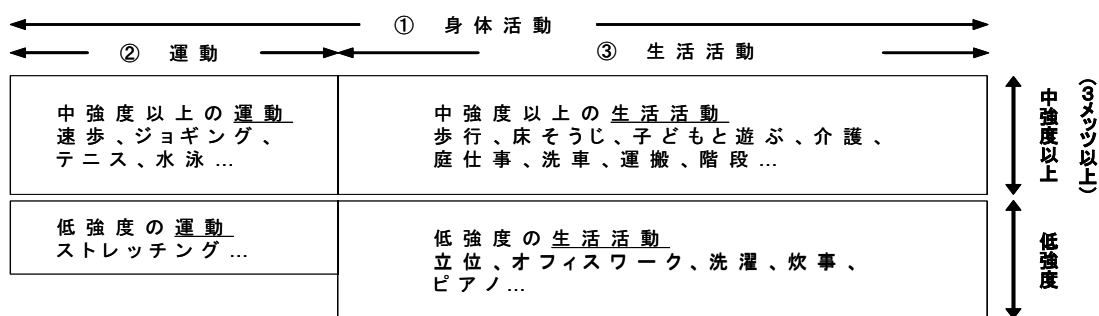 ① 身体活動
② 運動
③ 生活活動
中強度以上の運動
速歩、ジョギング、
テニス、水泳…
中強度以上の生活活動
歩行、床そうじ、子どもと遊ぶ、介護、
庭仕事、洗車、運搬、階段…
中強度以上
（3メッツ以上）
低強度の運動
ストレッチング…
低強度の生活活動
立位、オフィスワーク、洗濯、炊事、
ピアノ…
低強度